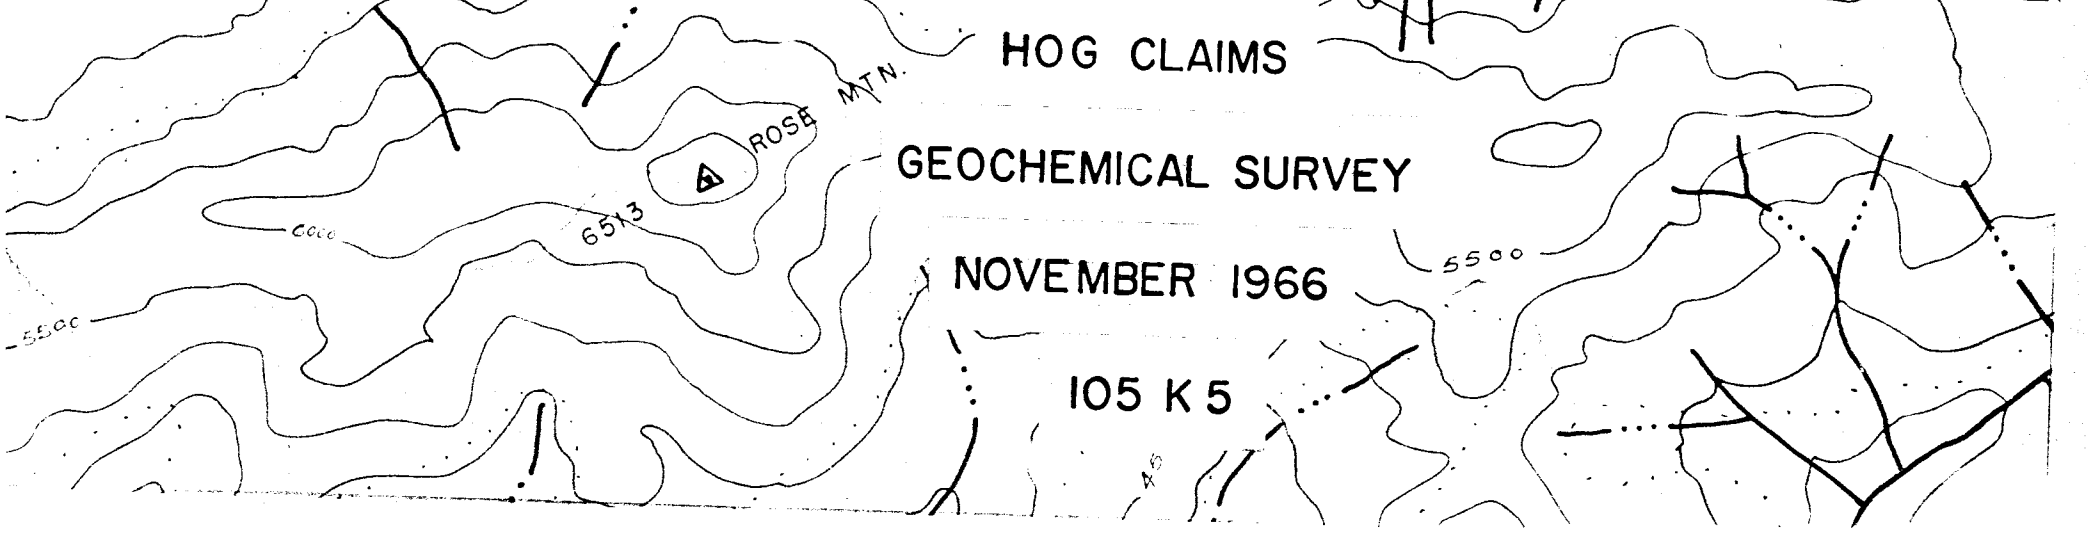 HOG CLAIMS
ROSE MTN.
GEOCHEMICAL SURVEY
6513
6000
5500
NOVEMBER 1966
5500
105 K 5